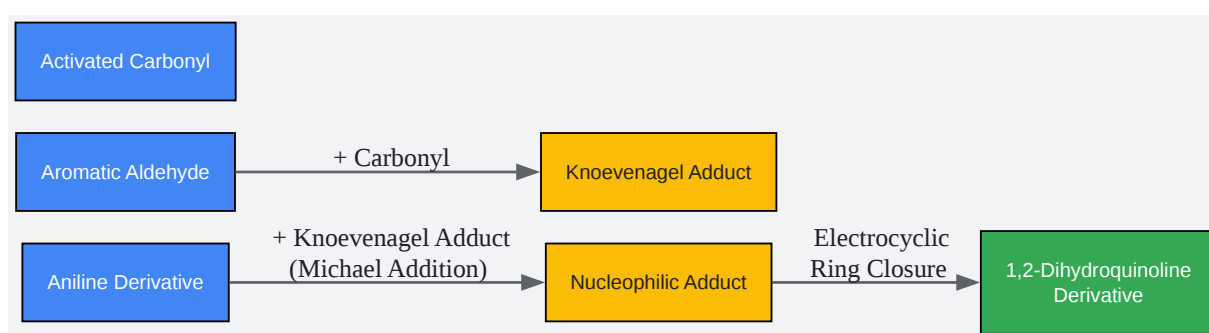 Activated Carbonyl
Aromatic Aldehyde
+ Carbonyl
Knoevenagel Adduct
Aniline Derivative
+ Knoevenagel Adduct
(Michael Addition)
Nucleophilic Adduct
Electrocyclic
Ring Closure
1,2-Dihydroquinoline
Derivative